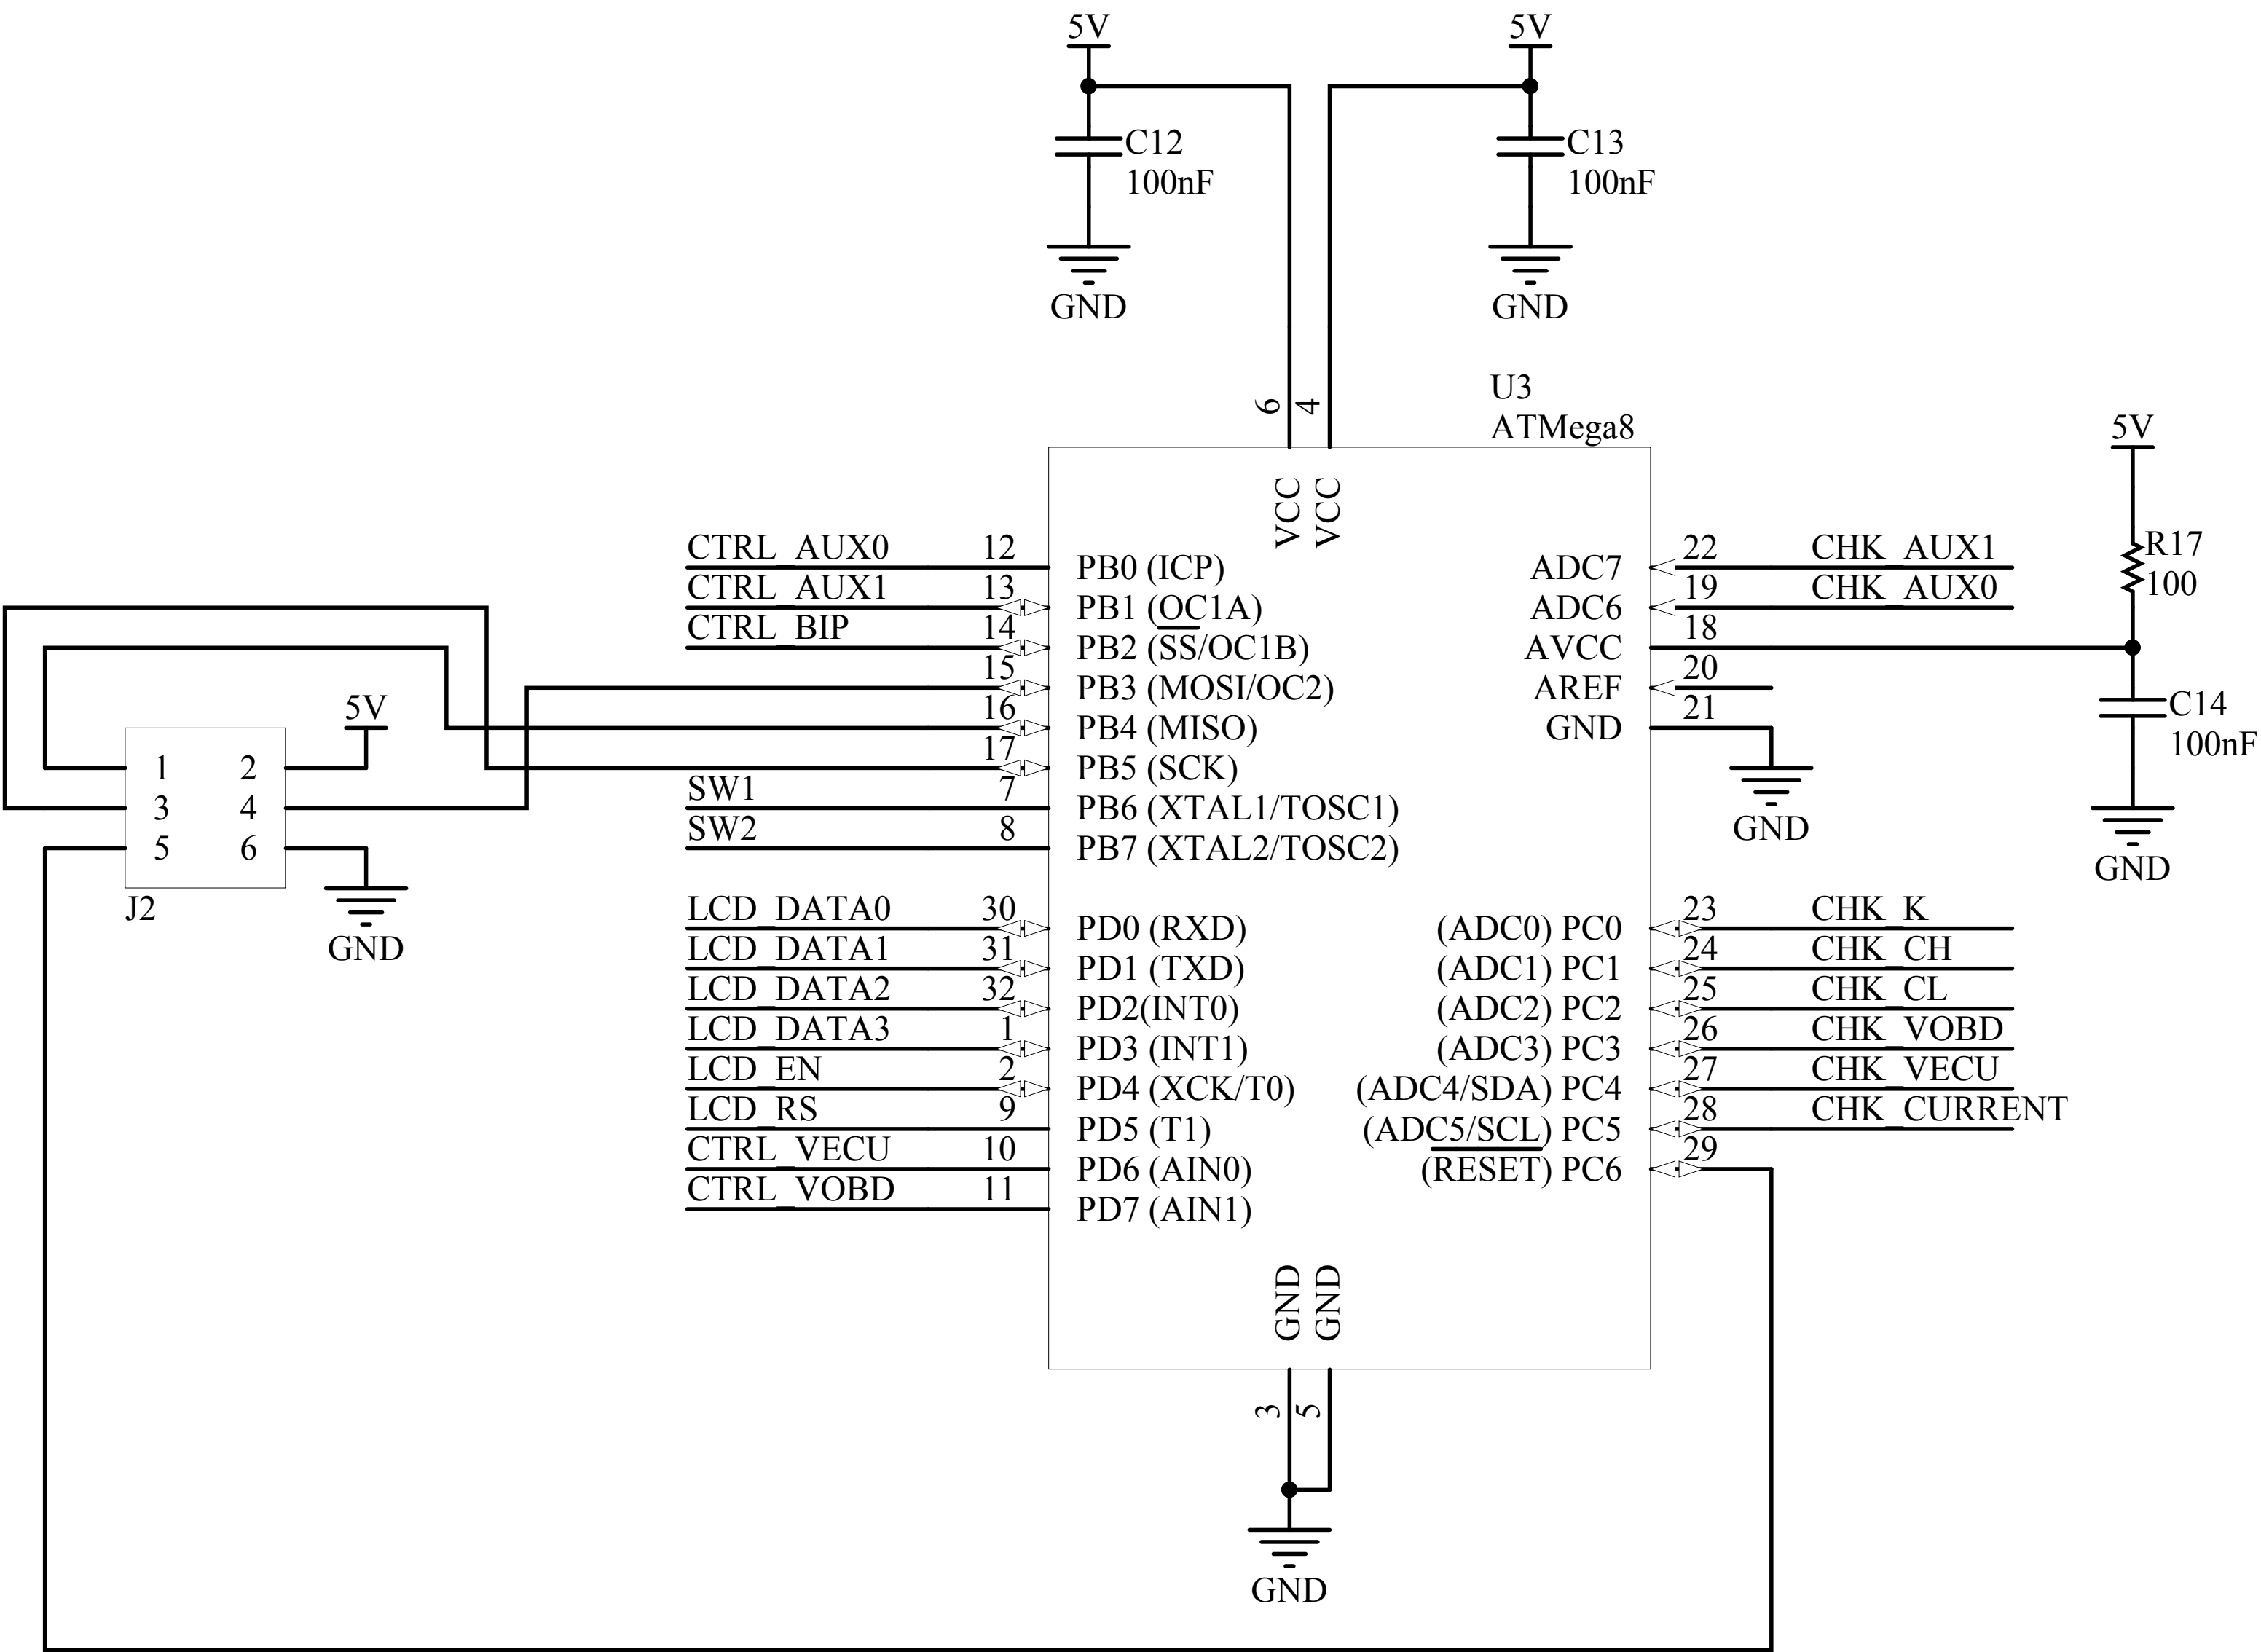 5V
5V
C12
100nF
C13
100nF
GND
GND
U3
ATMega8
6
4
VCC
VCC
5V
R17
100
C14
100nF
GND
CTRL_AUX0 12 PB0 (ICP)
CTRL_AUX1 13 PB1 (OC1A)
CTRL_BIP 14 PB2 (SS/OC1B)
15 PB3 (MOSI/OC2)
16 PB4 (MISO)
17 PB5 (SCK)
SW1 7 PB6 (XTAL1/TOSC1)
SW2 8 PB7 (XTAL2/TOSC2)
ADC7 22 CHK_AUX1
ADC6 19 CHK_AUX0
AVCC 18
AREF 20
GND 21
GND
5V
1 2
3 4
5 6
J2
GND
LCD_DATA0 30 PD0 (RXD)
LCD_DATA1 31 PD1 (TXD)
LCD_DATA2 32 PD2(INT0)
LCD_DATA3 1 PD3 (INT1)
LCD_EN 2 PD4 (XCK/T0)
LCD_RS 9 PD5 (T1)
CTRL_VECU 10 PD6 (AIN0)
CTRL_VOBD 11 PD7 (AIN1)
(ADC0) PC0 23 CHK_K
(ADC1) PC1 24 CHK_CH
(ADC2) PC2 25 CHK_CL
(ADC3) PC3 26 CHK_VOBD
(ADC4/SDA) PC4 27 CHK_VECU
(ADC5/SCL) PC5 28 CHK_CURRENT
(RESET) PC6 29
GND
GND
3
5
GND